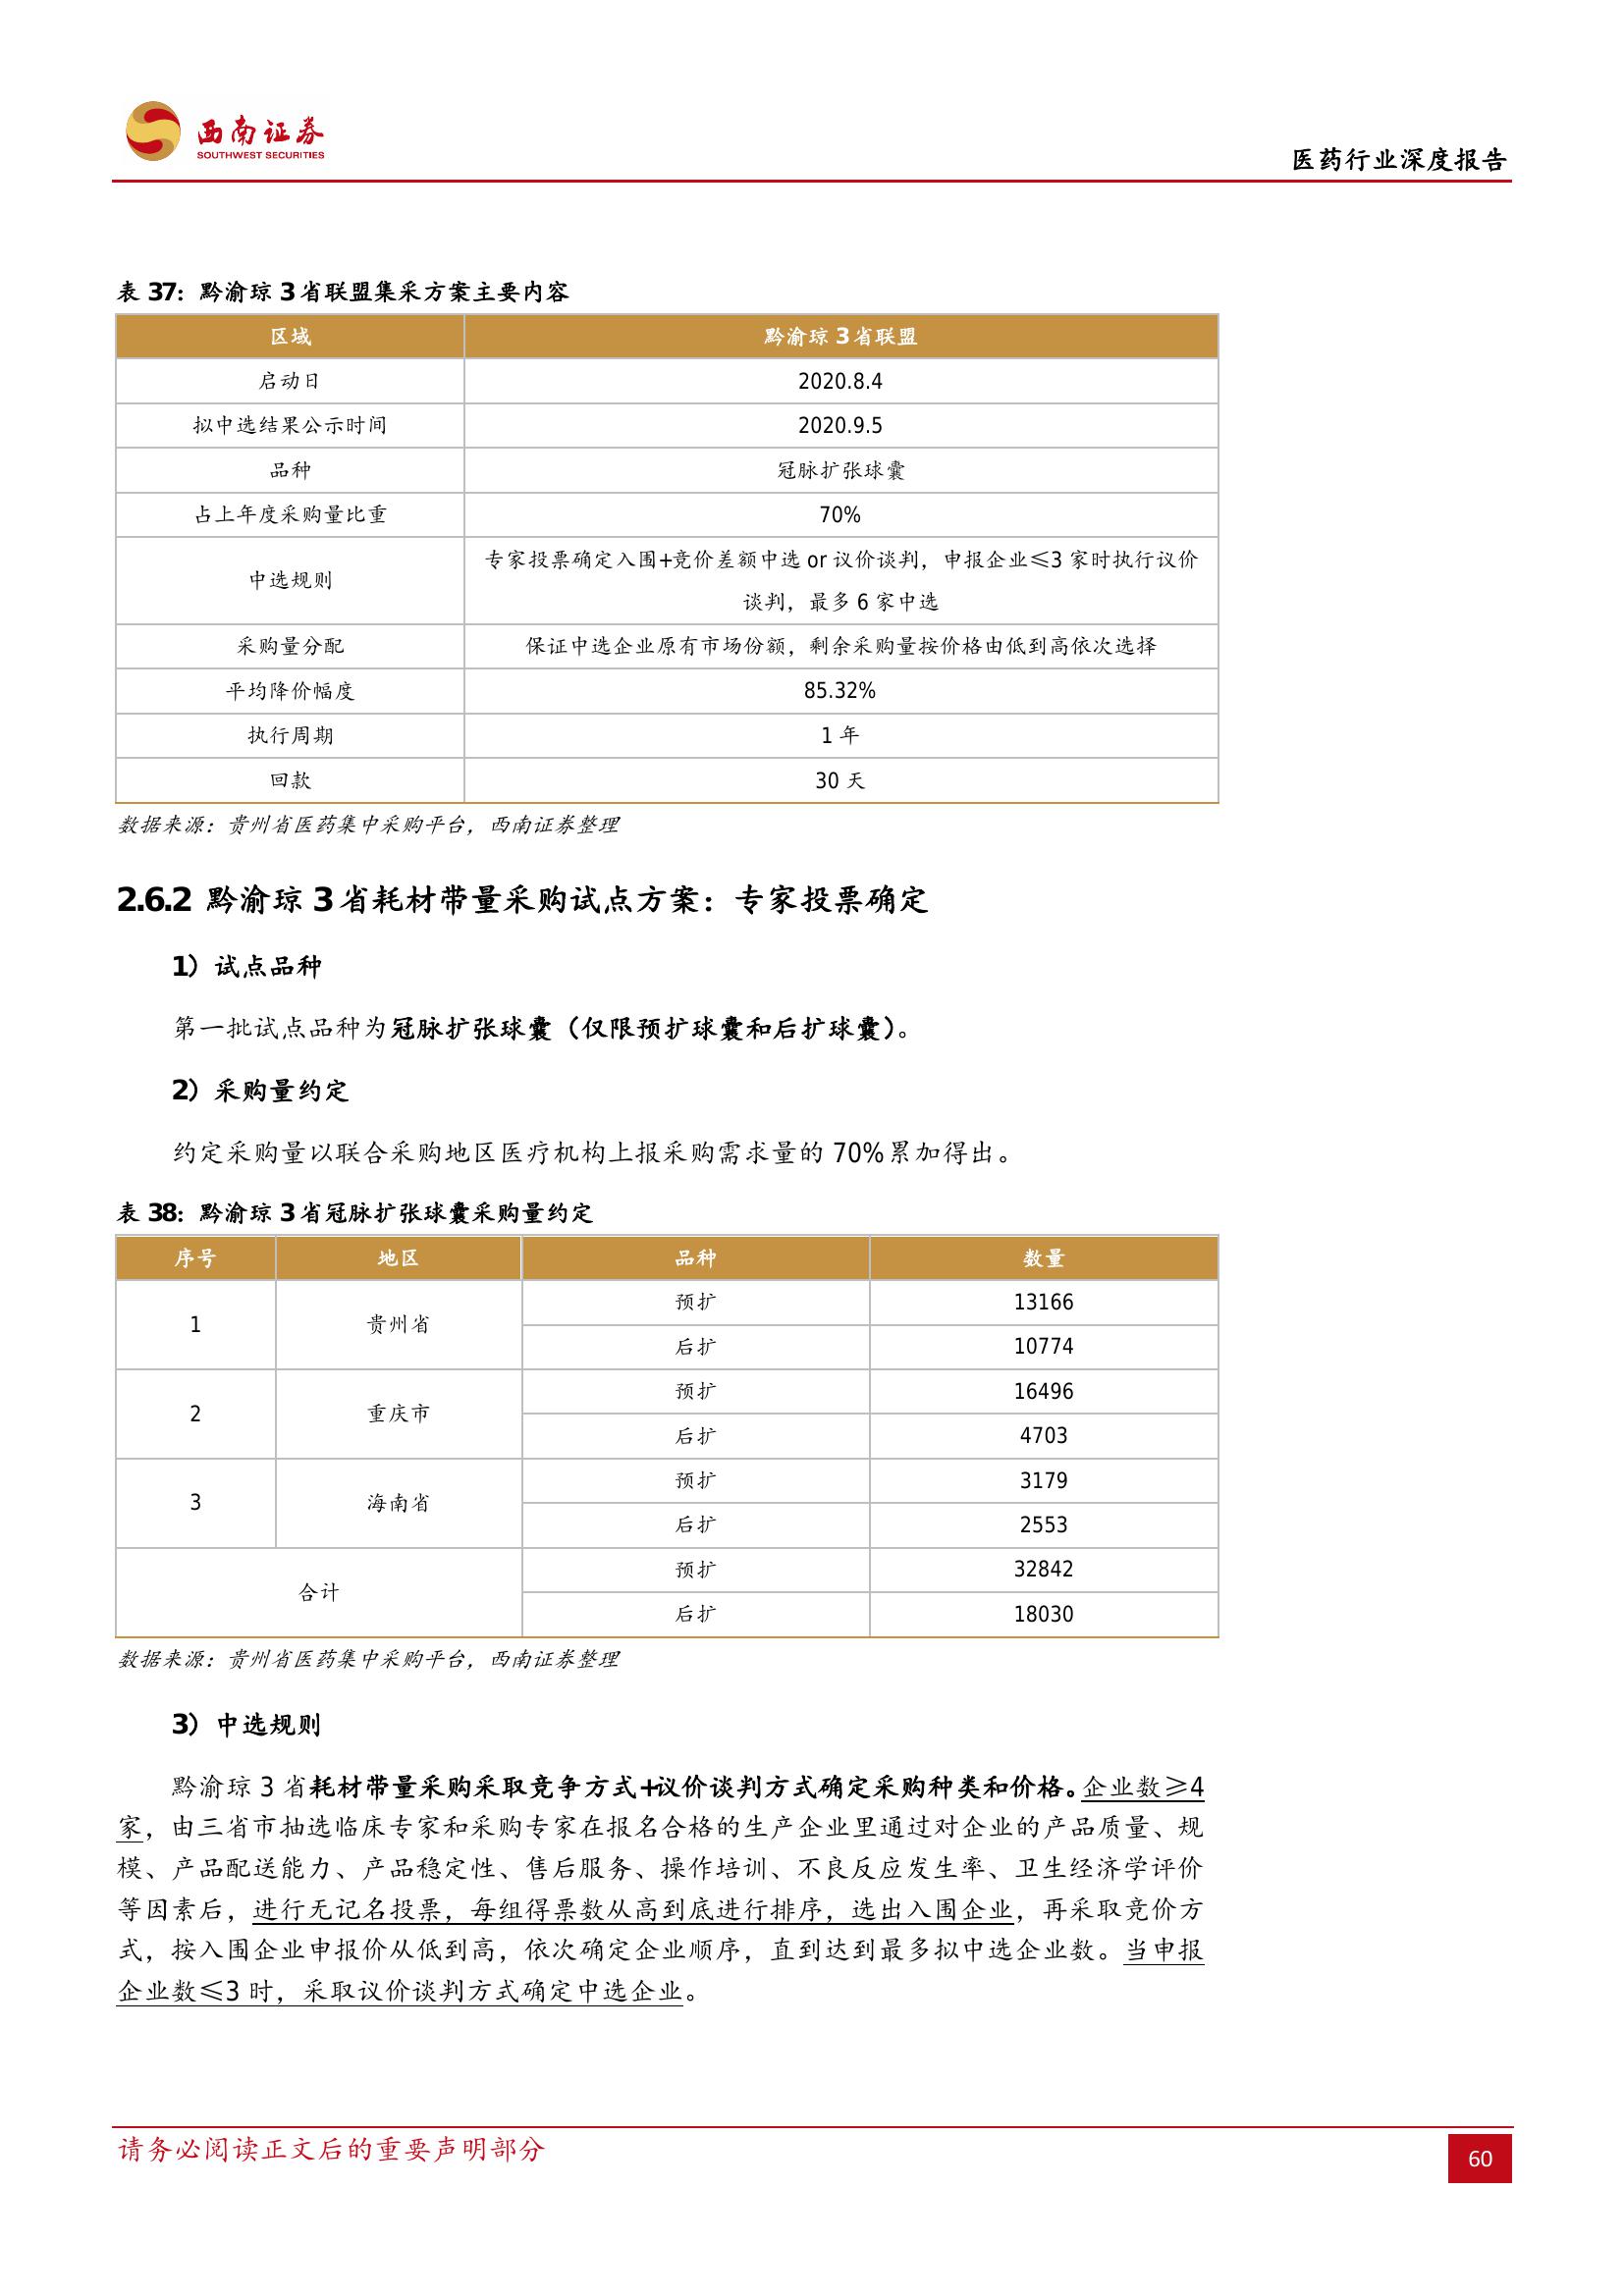 西南证券
SOUTHWEST SECURITIES
医药行业深度报告
表 37：黔渝琼 3 省联盟集采方案主要内容
区域 黔渝琼 3 省联盟
启动日 2020.8.4
拟中选结果公示时间 2020.9.5
品种 冠脉扩张球囊
占上年度采购量比重 70%
中选规则 专家投票确定入围+竞价差额中选 or 议价谈判，申报企业≤3 家时执行议价
谈判，最多 6 家中选
采购量分配 保证中选企业原有市场份额，剩余采购量按价格由低到高依次选择
平均降价幅度 85.32%
执行周期 1 年
回款 30 天
数据来源：贵州省医药集中采购平台，西南证券整理
2.6.2 黔渝琼 3 省耗材带量采购试点方案：专家投票确定
1）试点品种
第一批试点品种为冠脉扩张球囊（仅限预扩球囊和后扩球囊）。
2）采购量约定
约定采购量以联合采购地区医疗机构上报采购需求量的 70%累加得出。
表 38：黔渝琼 3 省冠脉扩张球囊采购量约定
序号 地区 品种 数量
1 贵州省 预扩 13166
后扩 10774
2 重庆市 预扩 16496
后扩 4703
3 海南省 预扩 3179
后扩 2553
合计 预扩 32842
后扩 18030
数据来源：贵州省医药集中采购平台，西南证券整理
3）中选规则
黔渝琼 3 省耗材带量采购采取竞争方式+议价谈判方式确定采购种类和价格。企业数≥4
家，由三省市抽选临床专家和采购专家在报名合格的生产企业里通过对企业的产品质量、规
模、产品配送能力、产品稳定性、售后服务、操作培训、不良反应发生率、卫生经济学评价
等因素后，进行无记名投票，每组得票数从高到底进行排序，选出入围企业，再采取竞价方
式，按入围企业申报价从低到高，依次确定企业顺序，直到达到最多拟中选企业数。当申报
企业数≤3 时，采取议价谈判方式确定中选企业。
请务必阅读正文后的重要声明部分
60